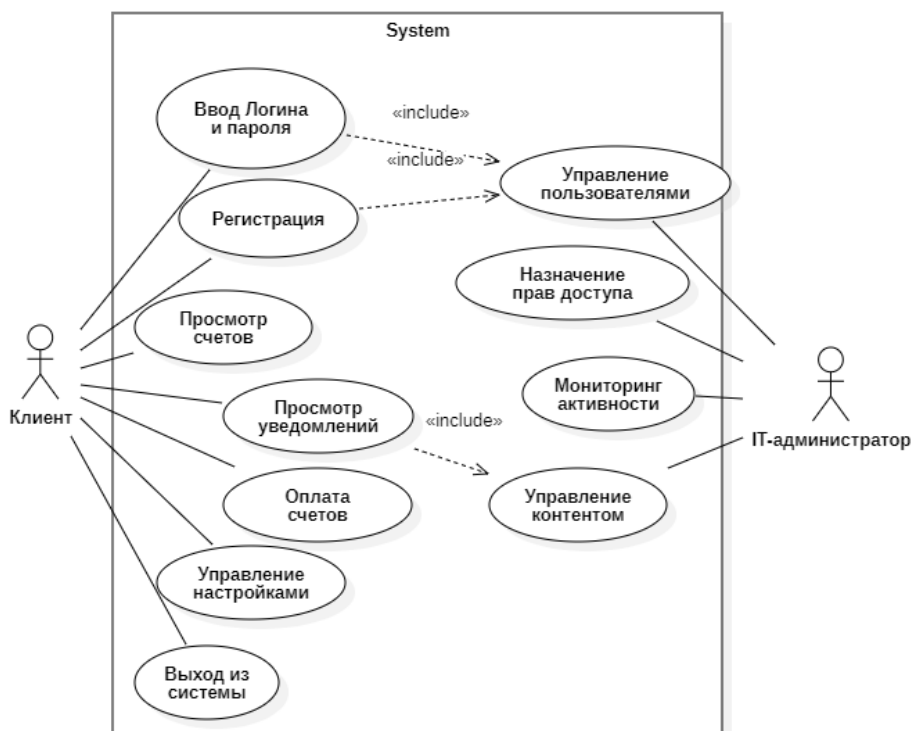 System
Ввод Логина
и пароля
«include»
«include»
Управление
пользователями
Регистрация
Назначение
прав доступа
Просмотр
счетов
Клиент
Мониторинг
активности
IT-администратор
Просмотр
уведомлений
«include»
Оплата
счетов
Управление
контентом
Управление
настройками
Выход из
системы